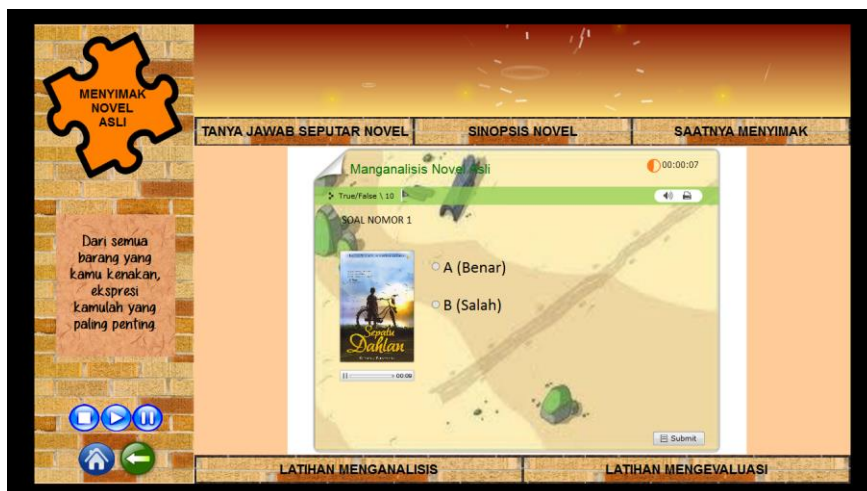 MENYIMAK
NOVEL
ASLI
TANYA JAWAB SEPUTAR NOVEL
SINOPSIS NOVEL
SAATNYA MENYIMAK
Manganalisis Novel Asli
00:00:07
True/False \ 10
SOAL NOMOR 1
A (Benar)
B (Salah)
Sepatu
Dahlan
00:09
Submit
Dari semua
barang yang
kamu kenakan,
ekspresi
kamulah yang
paling penting
LATIHAN MENGANALISIS
LATIHAN MENGEVALUASI